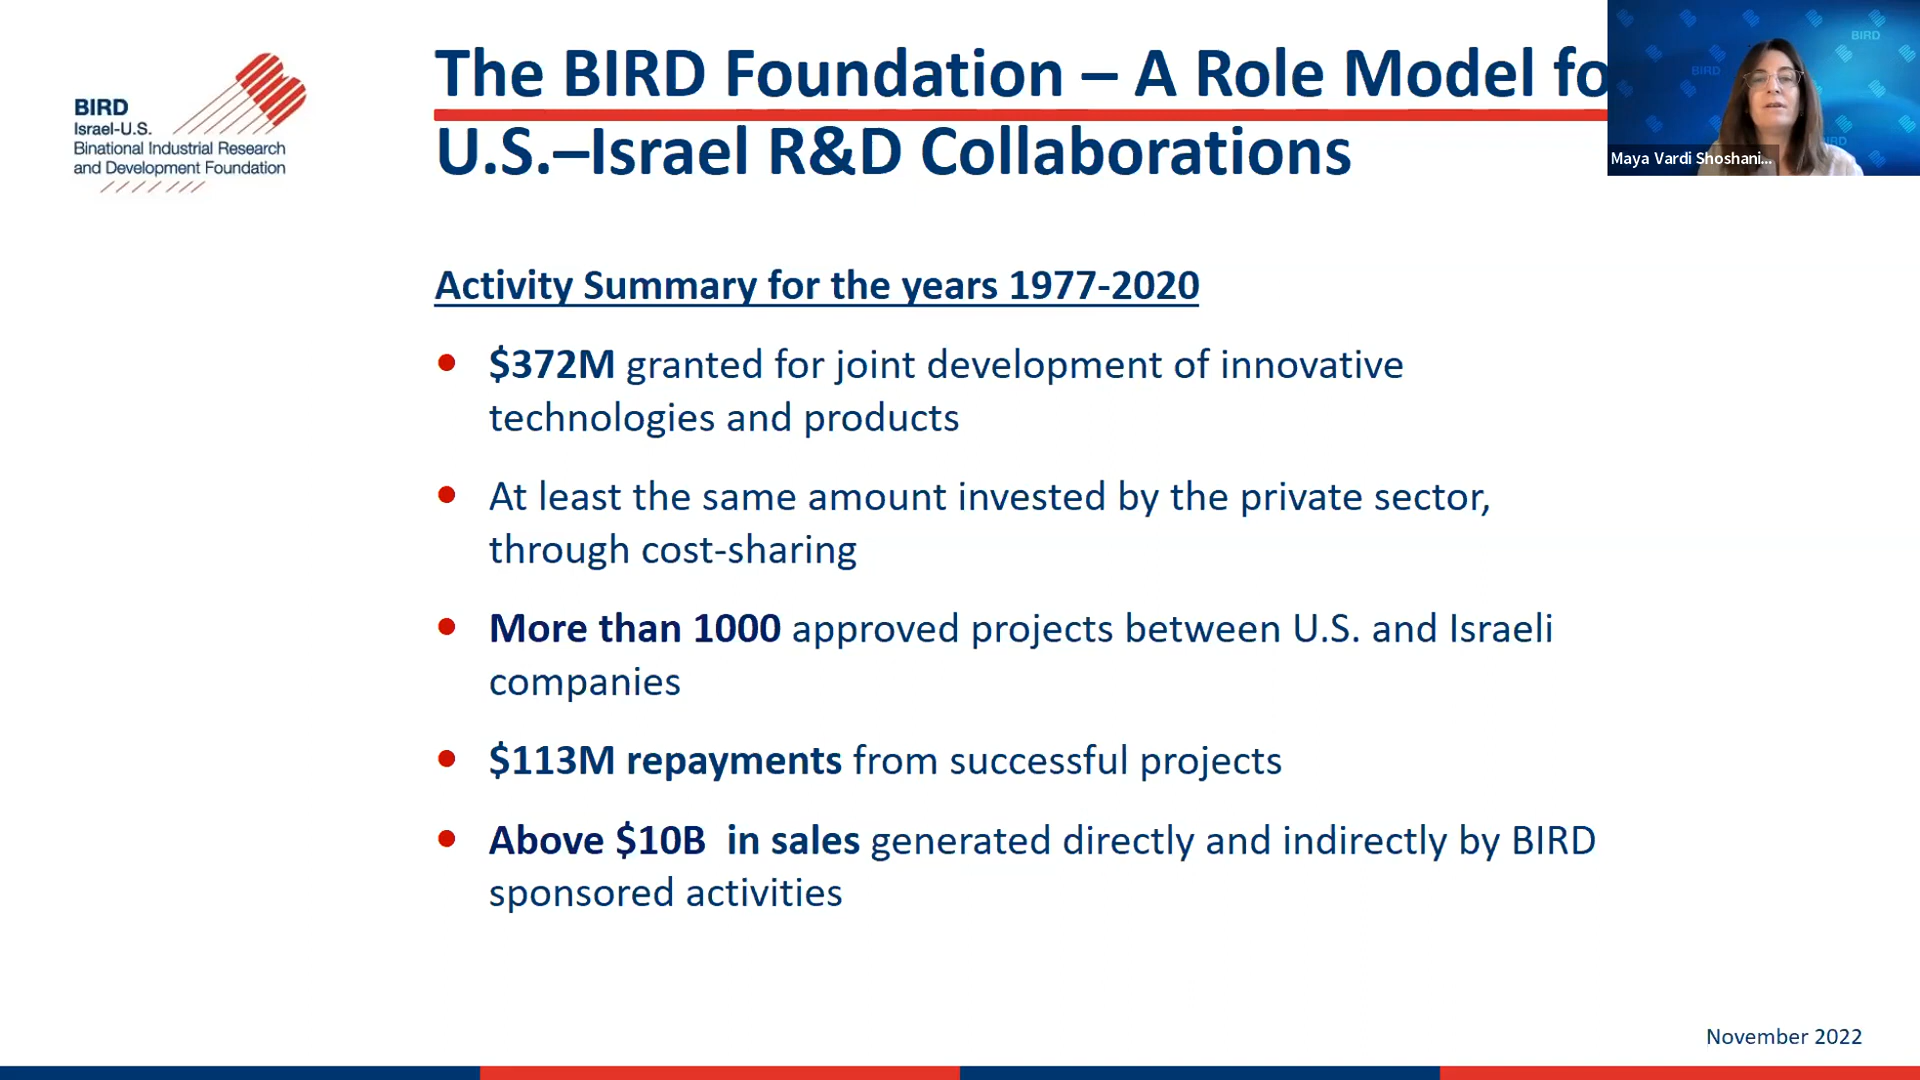 BIRD
Israel-U.S.
Binational Industrial Research
and Development Foundation
The BIRD Foundation – A Role Model fo
U.S.–Israel R&D Collaborations
BIRD
BIRD
Maya Vardi Shoshani...
Activity Summary for the years 1977-2020
• $372M granted for joint development of innovative
technologies and products
• At least the same amount invested by the private sector,
through cost-sharing
• More than 1000 approved projects between U.S. and Israeli
companies
• $113M repayments from successful projects
• Above $10B in sales generated directly and indirectly by BIRD
sponsored activities
November 2022